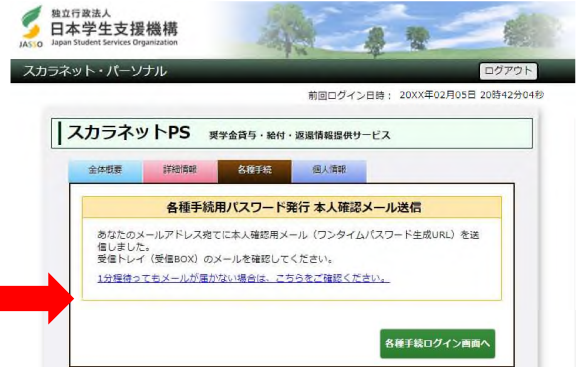 独立行政法人
日本学生支援機構
JASSO Japan Student Services Organization
スカラネット・パーソナル
ログアウト
前回ログイン日時： 20XX年02月05日 20時42分04秒
スカラネットPS 奨学金貸与・給付・返還情報提供サービス
全体概要 詳細情報 各種手続 個人情報
各種手続用パスワード発行 本人確認メール送信
あなたのメールアドレス宛てに本人確認用メール（ワンタイムパスワード生成URL）を送
信しました。
受信トレイ（受信BOX）のメールを確認してください。
1分程待ってもメールが届かない場合は、こちらをご確認ください。
各種手続ログイン画面へ